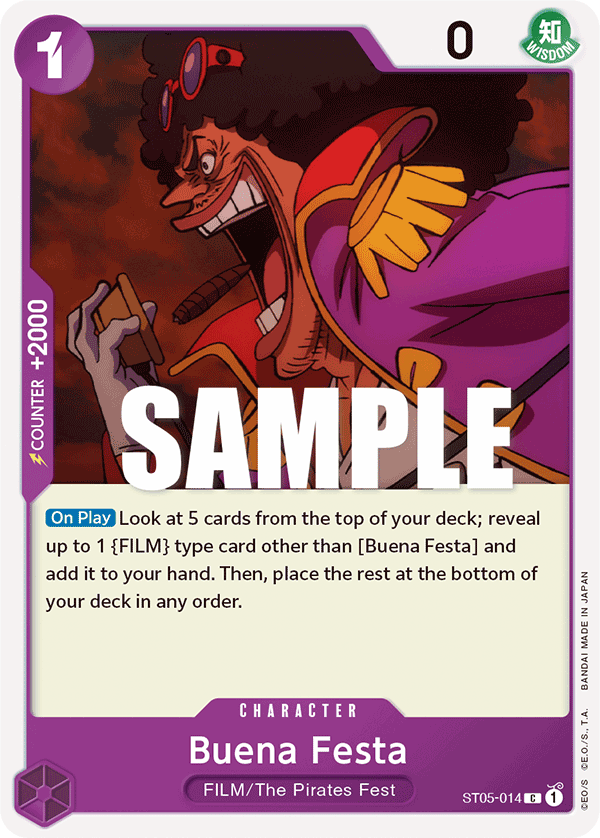 1
0
知
WISDOM
COUNTER +2000
SAMPLE
On Play Look at 5 cards from the top of your deck; reveal
up to 1 {FILM} type card other than [Buena Festa] and
add it to your hand. Then, place the rest at the bottom of
your deck in any order.
CHARACTER
Buena Festa
FILM/The Pirates Fest
ST05-014 C 1
©EO/S ©E.O./S., T.A. BANDAI MADE IN JAPAN